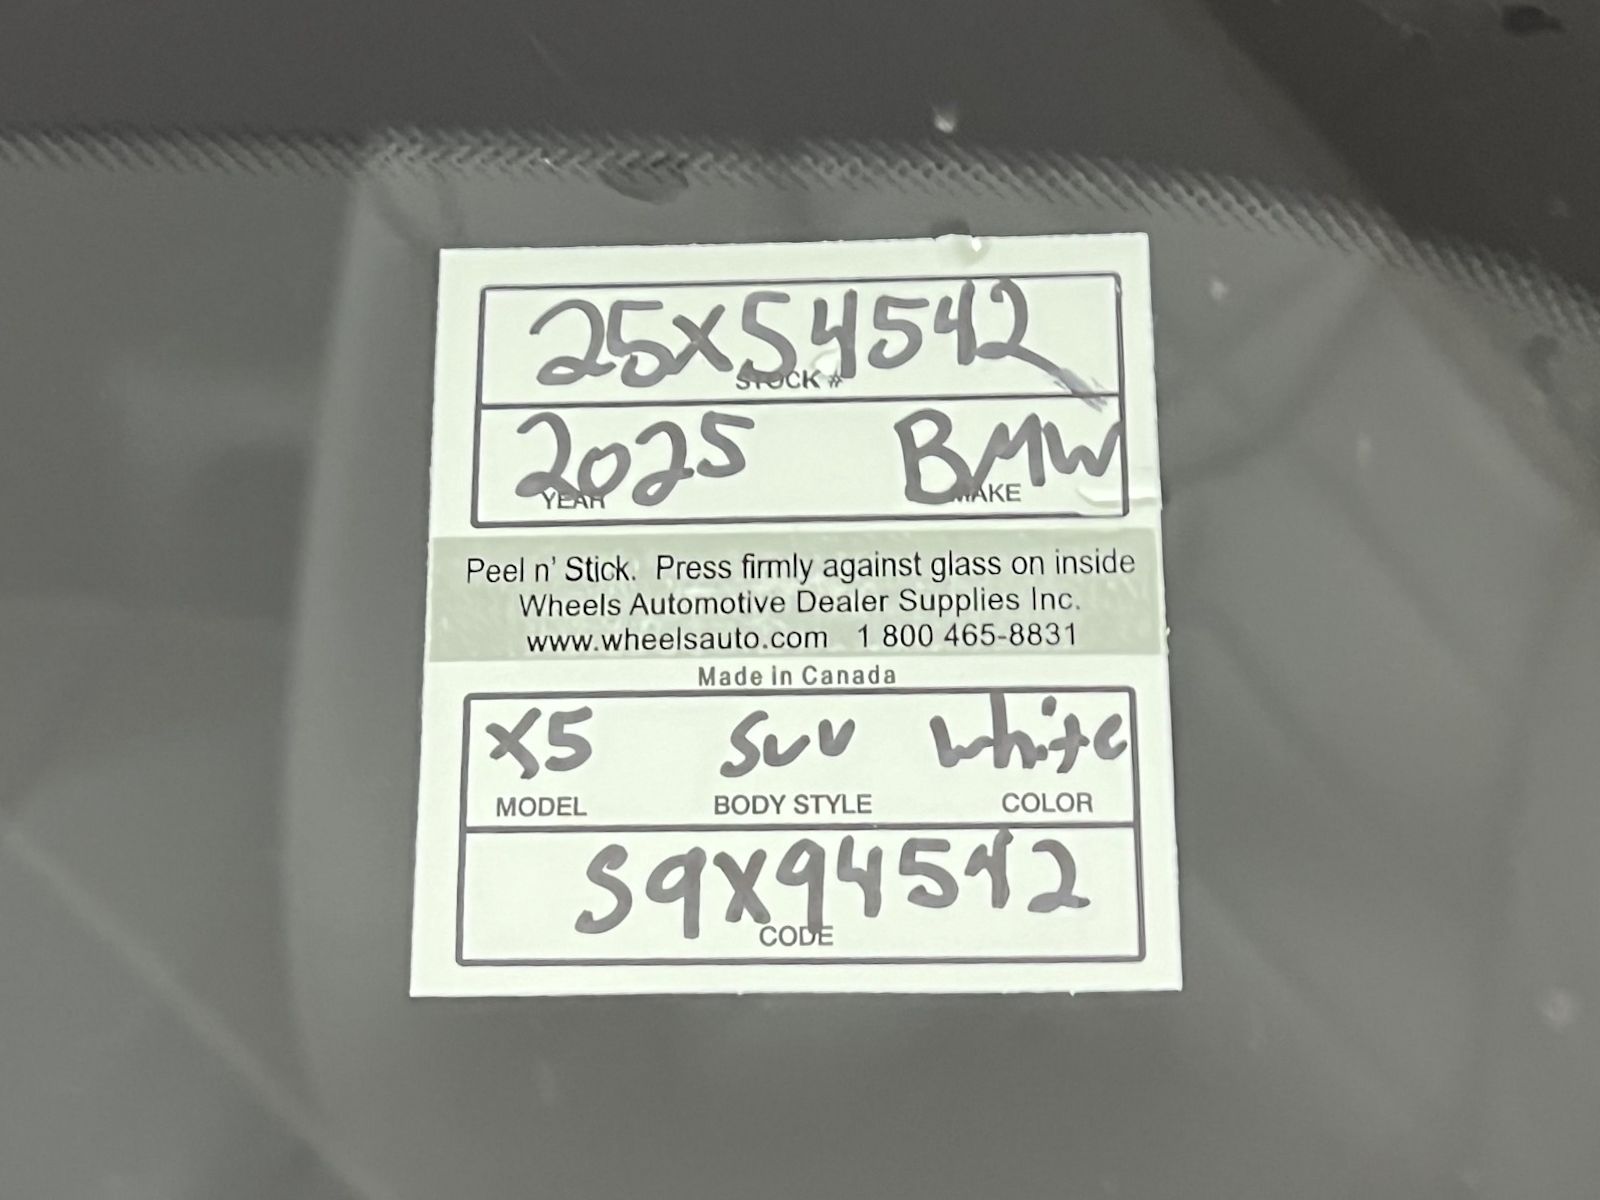 25X54542
STOCK #
2025 BMW
YEAR MAKE
Peel n' Stick. Press firmly against glass on inside
Wheels Automotive Dealer Supplies Inc.
www.wheelsauto.com 1 800 465-8831
Made in Canada
X5 SUV white
MODEL BODY STYLE COLOR
S9X94542
CODE